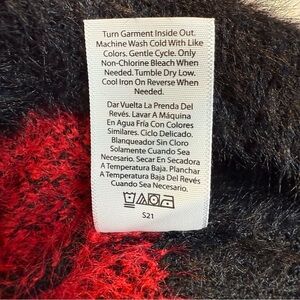 Turn Garment Inside Out.
Machine Wash Cold With Like
Colors. Gentle Cycle. Only
Non-Chlorine Bleach When
Needed. Tumble Dry Low.
Cool Iron On Reverse When
Needed.
Dar Vuelta La Prenda Del
Revés. Lavar A Máquina
En Agua Fría Con Colores
Similares. Ciclo Delicado.
Blanqueador Sin Cloro
Solamente Cuando Sea
Necesario. Secar En Secadora
A Temperatura Baja. Planchar
A Temperatura Baja Del Revés
Cuando Sea Necesario.
S21